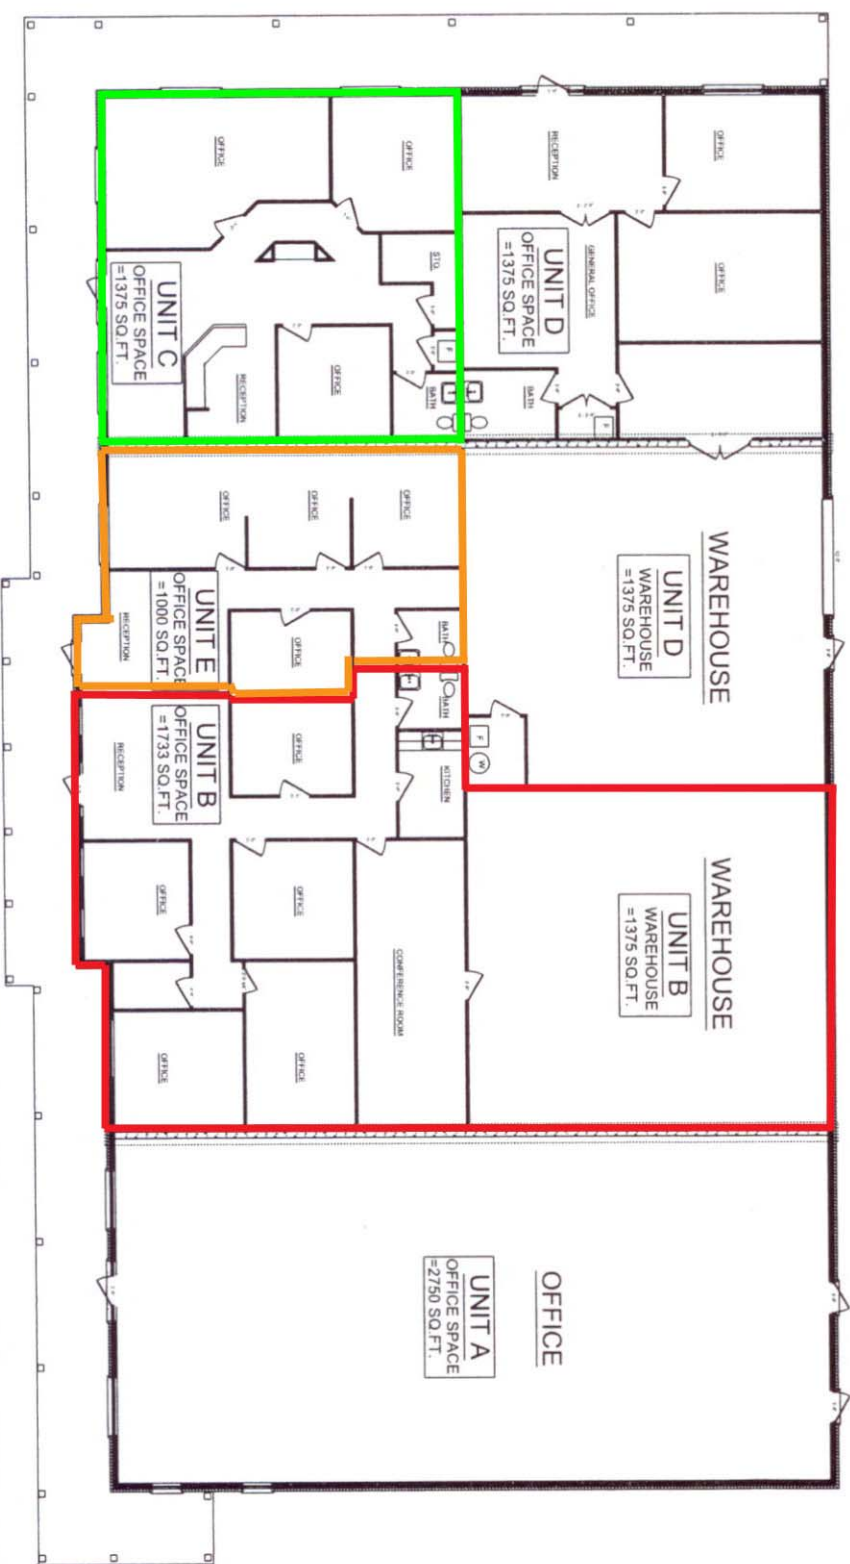 OFFICE
OFFICE
RECEPTION
OFFICE
STO.
UNIT D
OFFICE SPACE
=1375 SQ.FT.
GENERAL OFFICE
OFFICE
UNIT C
OFFICE SPACE
=1375 SQ.FT.
RECEPTION
OFFICE
F
BATH
BATH
F
OFFICE
OFFICE
OFFICE
WAREHOUSE
UNIT D
WAREHOUSE
=1375 SQ.FT.
RECEPTION
UNIT E
OFFICE SPACE
=1000 SQ.FT.
OFFICE
BATH
BATH
RECEPTION
UNIT B
OFFICE SPACE
=1733 SQ.FT.
OFFICE
KITCHEN
F
W
OFFICE
OFFICE
CONFERENCE ROOM
WAREHOUSE
UNIT B
WAREHOUSE
=1375 SQ.FT.
OFFICE
OFFICE
OFFICE
UNIT A
OFFICE SPACE
=2750 SQ.FT.